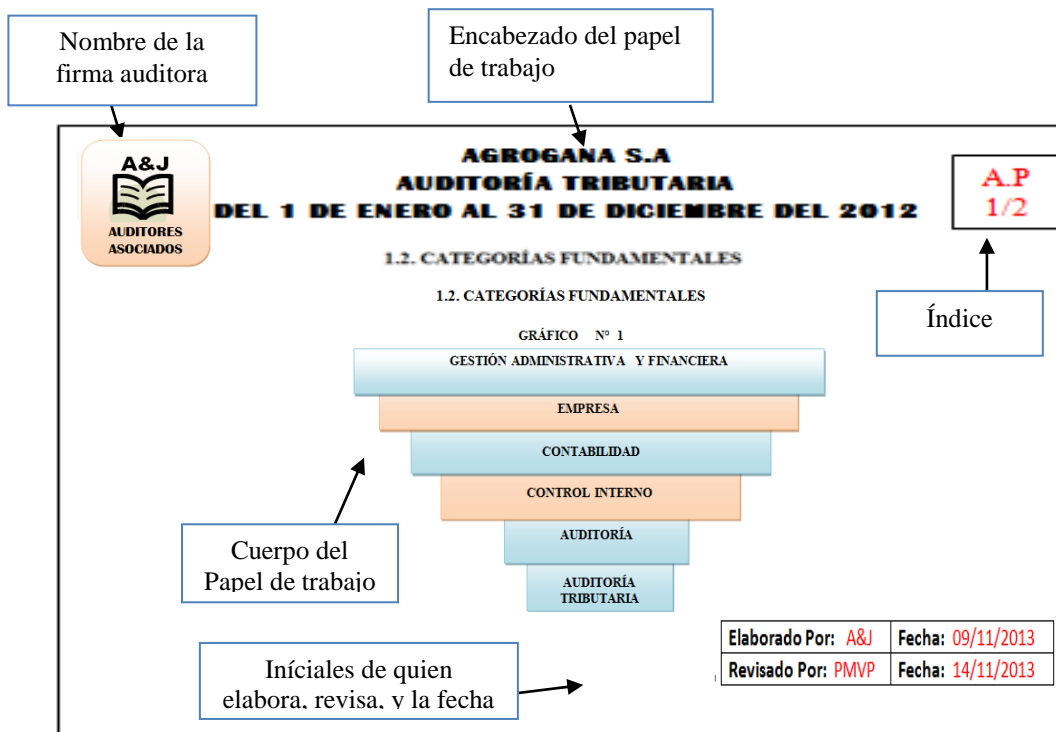 Nombre de la
firma auditora
Encabezado del papel
de trabajo
A&J
AUDITORES
ASOCIADOS
AGROGANA S.A
AUDITORÍA TRIBUTARIA
DEL 1 DE ENERO AL 31 DE DICIEMBRE DEL 2012
A.P
1/2
1.2. CATEGORÍAS FUNDAMENTALES
1.2. CATEGORÍAS FUNDAMENTALES
Índice
GRÁFICO N° 1
GESTIÓN ADMINISTRATIVA Y FINANCIERA
EMPRESA
CONTABILIDAD
CONTROL INTERNO
AUDITORÍA
AUDITORÍA
TRIBUTARIA
Cuerpo del
Papel de trabajo
Elaborado Por: A&J Fecha: 09/11/2013
Revisado Por: PMVP Fecha: 14/11/2013
Iníciales de quien
elabora, revisa, y la fecha